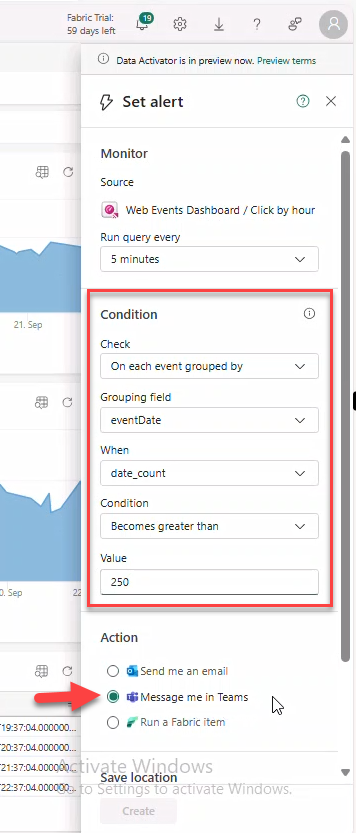 Fabric Trial:
59 days left
19
?
A
Data Activator is in preview now. Preview terms
Set alert
Monitor
Source
Web Events Dashboard / Click by hour
Run query every
5 minutes
21. Sep
Condition
Check
On each event grouped by
Grouping field
eventDate
When
date_count
Condition
Becomes greater than
Value
250
0. Sep
22
Action
Send me an email
Message me in Teams
Run a Fabric item
T19:37:04.000000...
T20:37:04.000000...
T21:37:04.000000...
T22:37:04.000000...
Activate Windows
Go to Settings to activate Windows.
Save location
Create